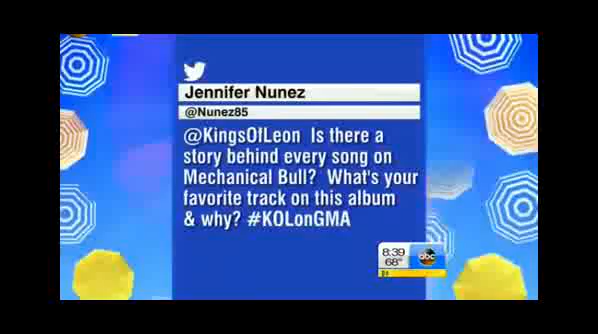 Jennifer Nunez
@Nunez85
@KingsOfLeon  Is there a
story behind every song on
Mechanical Bull?  What's your
favorite track on this album
& why? #KOLonGMA
8:39
68°
abc